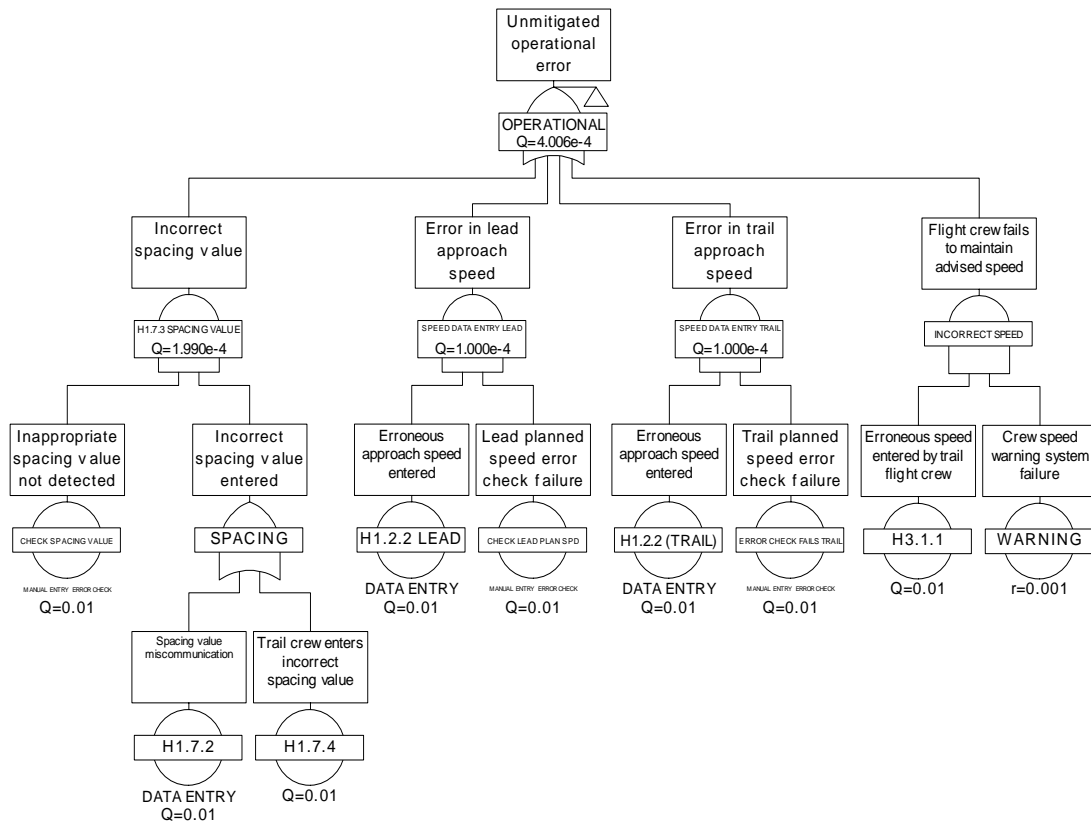 Unmitigated
operational
error
OPERATIONAL
Q=4.006e-4
Incorrect
spacing value
H1.7.3 SPACING VALUE
Q=1.990e-4
Error in lead
approach
speed
SPEED DATA ENTRY LEAD
Q=1.000e-4
Error in trail
approach
speed
SPEED DATA ENTRY TRAIL
Q=1.000e-4
Flight crew fails
to maintain
advised speed
INCORRECT SPEED
Inappropriate
spacing value
not detected
CHECK SPACING VALUE
MANUAL ENTRY ERROR CHECK
Q=0.01
Incorrect
spacing value
entered
SPACING
Erroneous
approach speed
entered
H1.2.2 LEAD
DATA ENTRY
Q=0.01
Lead planned
speed error
check failure
CHECK LEAD PLAN SPD
MANUAL ENTRY ERROR CHECK
Q=0.01
Erroneous
approach speed
entered
H1.2.2 (TRAIL)
DATA ENTRY
Q=0.01
Trail planned
speed error
check failure
ERROR CHECK FAILS TRAIL
MANUAL ENTRY ERROR CHECK
Q=0.01
Erroneous speed
entered by trail
flight crew
H3.1.1
Q=0.01
Crew speed
warning system
failure
WARNING
r=0.001
Spacing value
miscommunication
H1.7.2
DATA ENTRY
Q=0.01
Trail crew enters
incorrect
spacing value
H1.7.4
Q=0.01